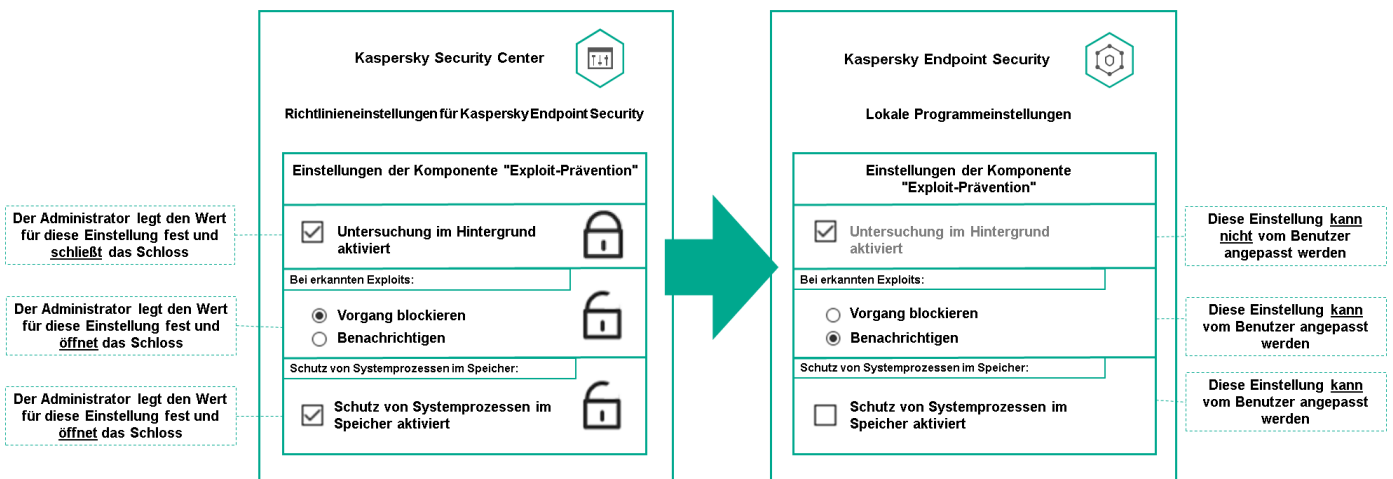 Kaspersky Security Center
Richtlinieneinstellungen für Kaspersky Endpoint Security
Einstellungen der Komponente "Exploit-Prävention"
Der Administrator legt den Wert
für diese Einstellung fest und
schließt das Schloss
Untersuchung im Hintergrund
aktiviert
Bei erkannten Exploits:
Der Administrator legt den Wert
für diese Einstellung fest und
öffnet das Schloss
Vorgang blockieren
Benachrichtigen
Schutz von Systemprozessen im Speicher:
Der Administrator legt den Wert
für diese Einstellung fest und
öffnet das Schloss
Schutz von Systemprozessen im
Speicher aktiviert
Kaspersky Endpoint Security
Lokale Programmeinstellungen
Einstellungen der Komponente
"Exploit-Prävention"
Untersuchung im Hintergrund
aktiviert
Diese Einstellung kann
nicht vom Benutzer
angepasst werden
Bei erkannten Exploits:
Vorgang blockieren
Benachrichtigen
Diese Einstellung kann
vom Benutzer angepasst
werden
Schutz von Systemprozessen im Speicher:
Schutz von Systemprozessen im
Speicher aktiviert
Diese Einstellung kann
vom Benutzer angepasst
werden